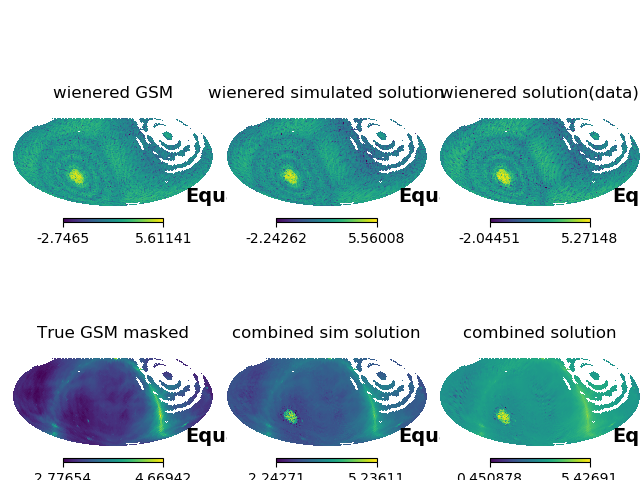 wienered GSM
wienered simulated solution
wienered solution(data)
Equ
Equ
Eq
-2.7465 5.61141
-2.24262 5.56008
-2.04451 5.27148
True GSM masked
combined sim solution
combined solution
Equ
Equ
Eq
2.77654 4.66942
2.24271 5.23611
0.450878 5.42691